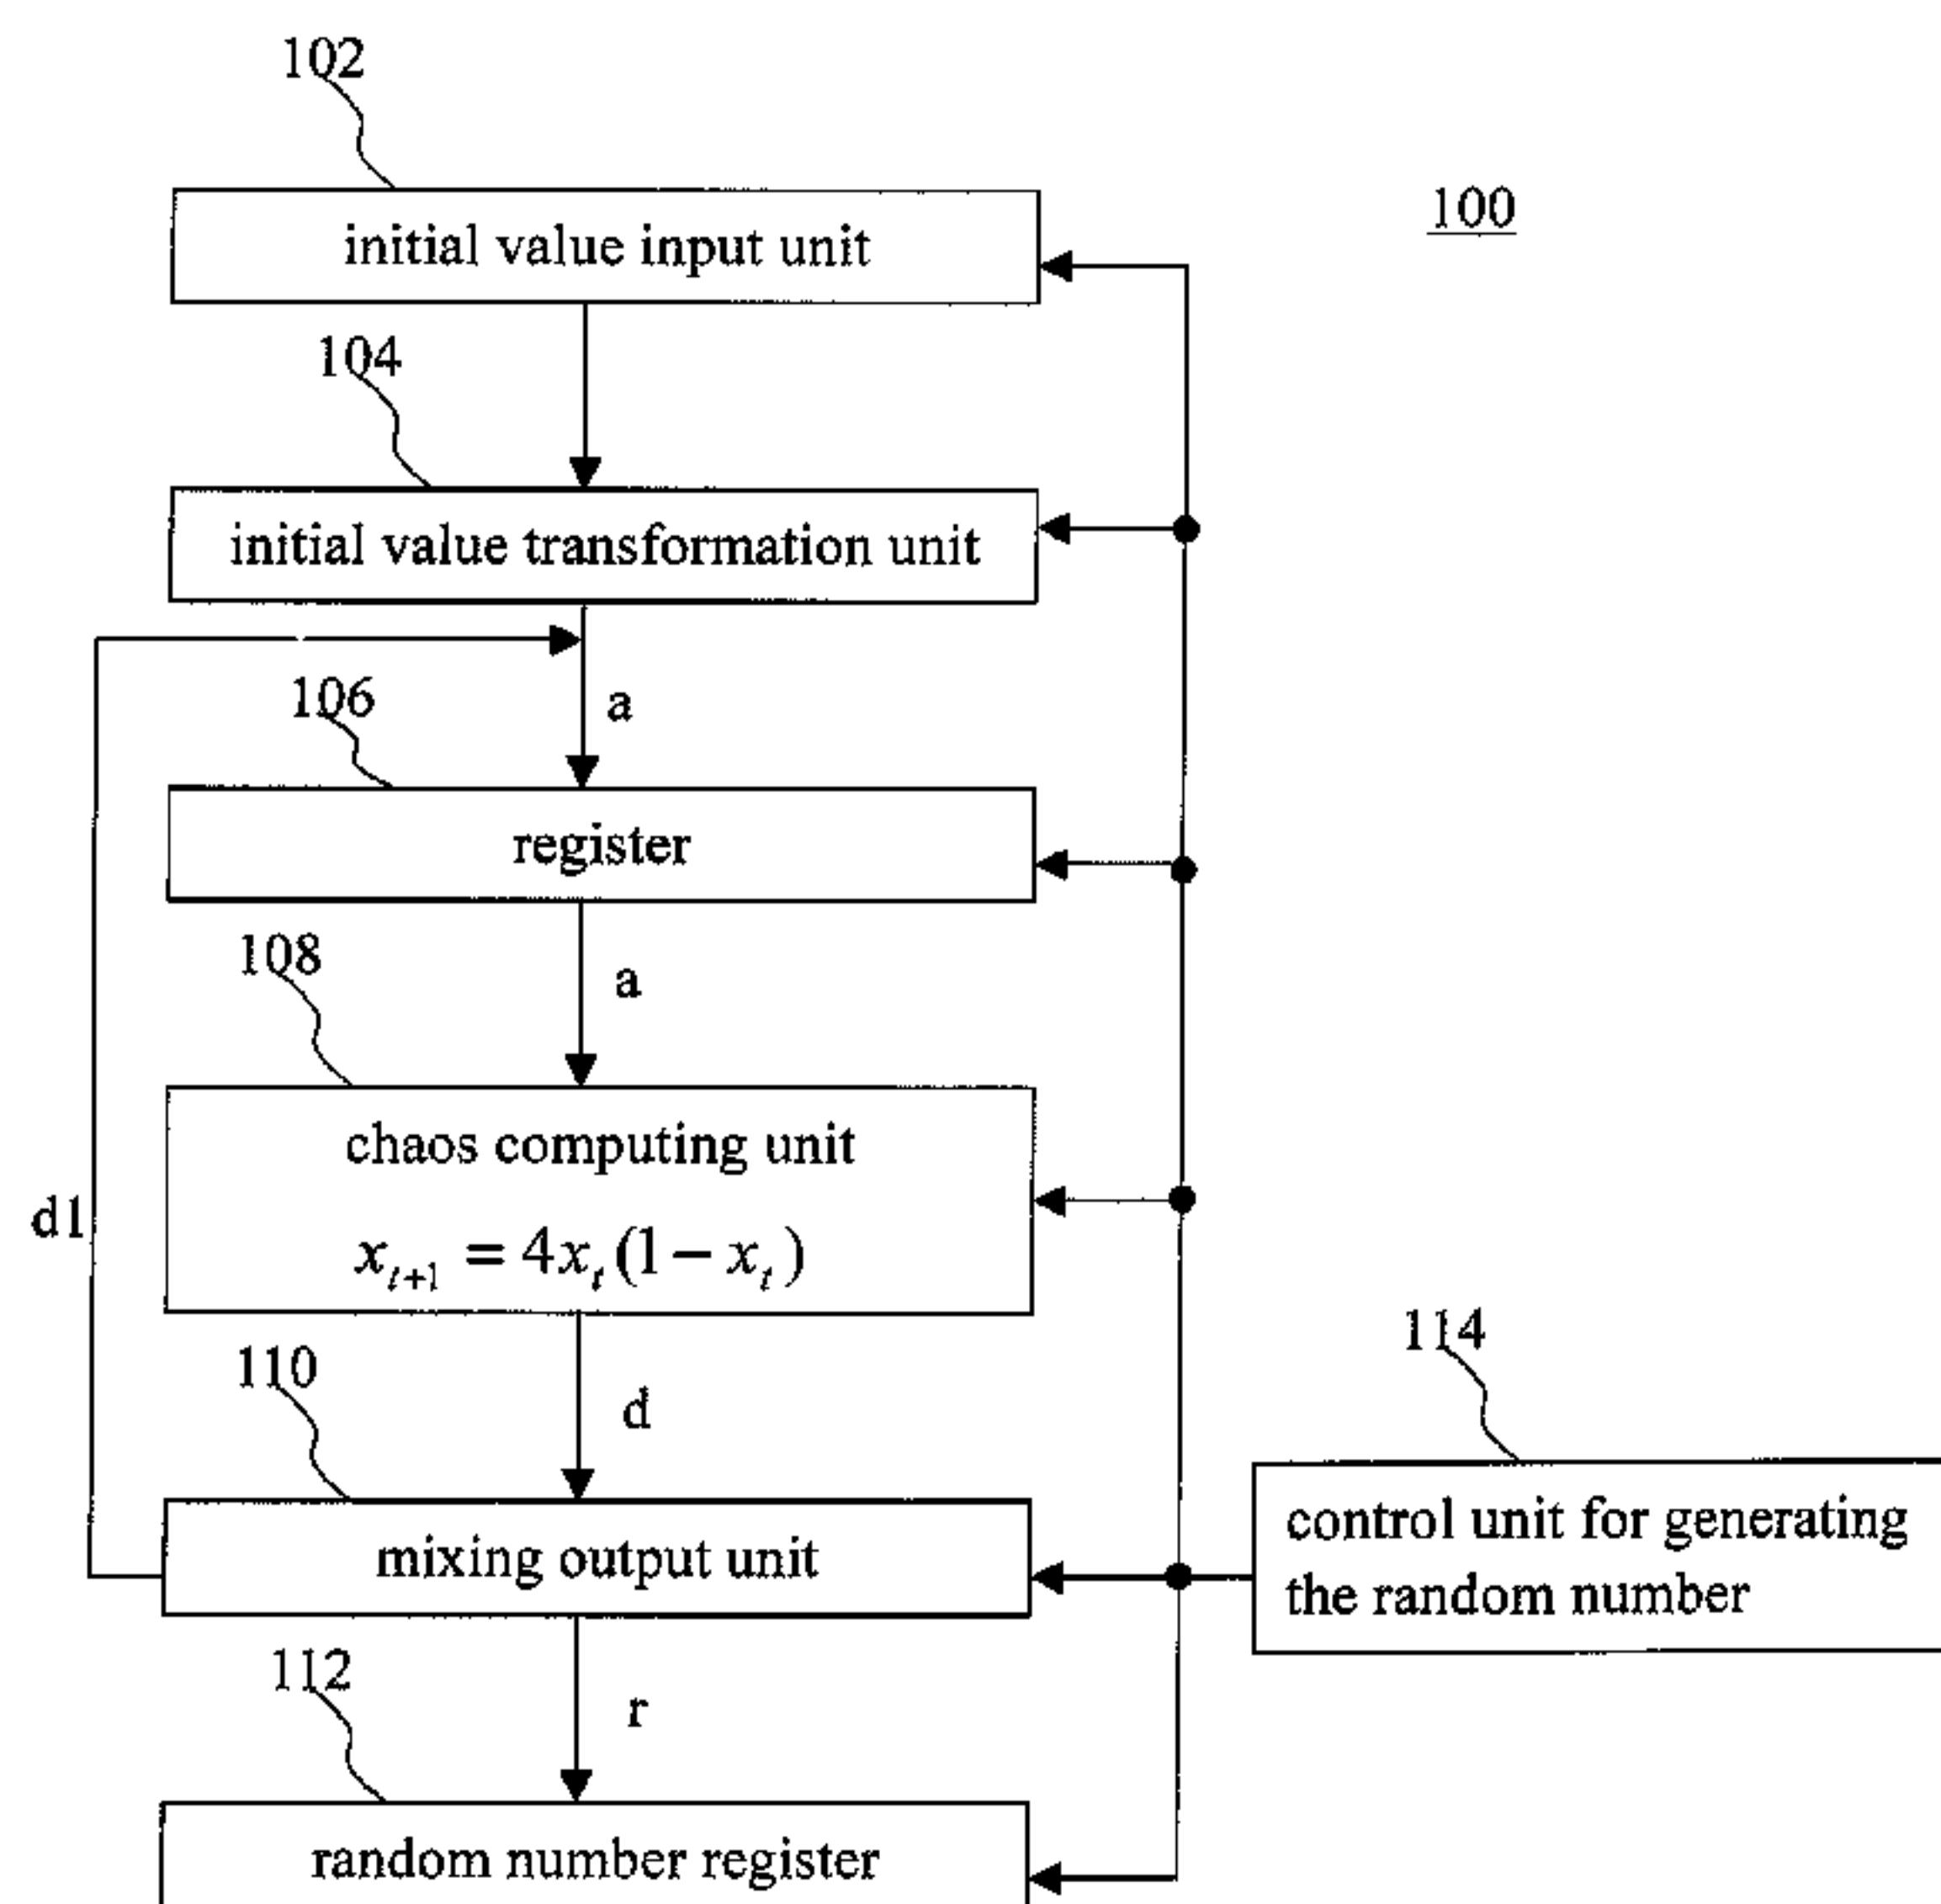 102
100
initial value input unit
104
initial value transformation unit
106
a
register
108
a
chaos computing unit
d1
x_{t+1} = 4x_t(1 − x_t)
114
110
d
control unit for generating
the random number
mixing output unit
112
r
random number register